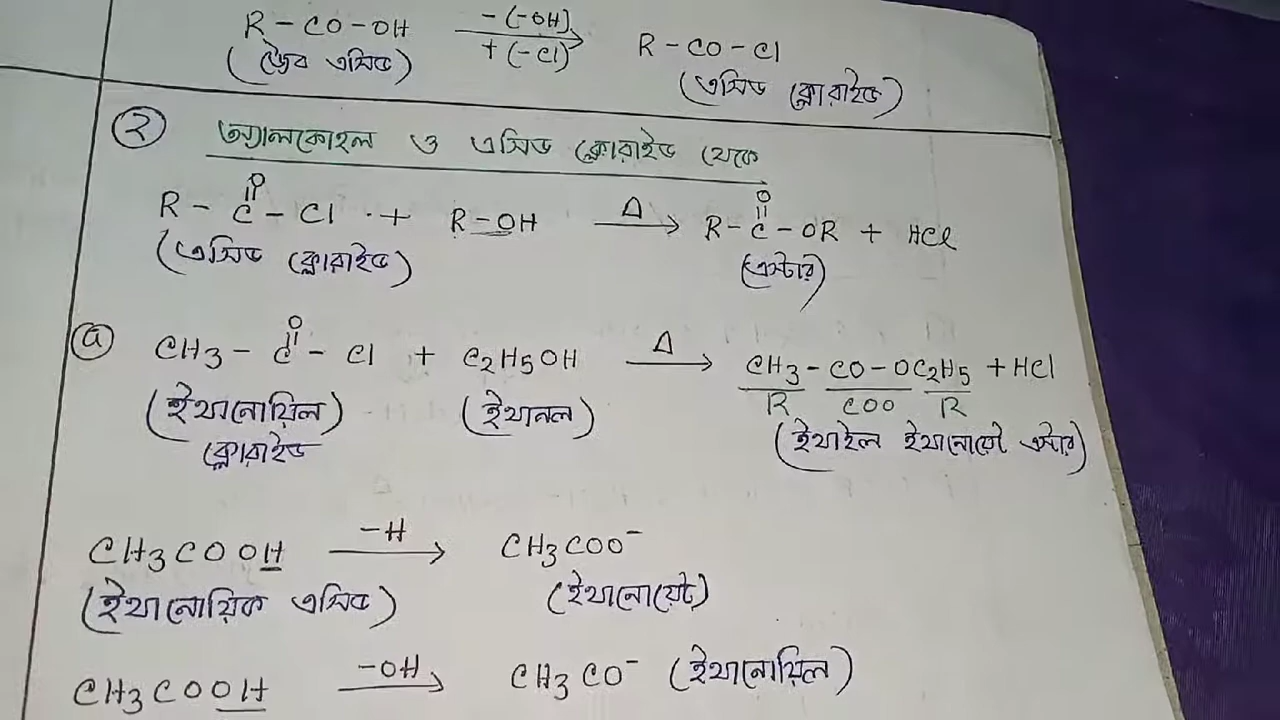 R - CO - OH —-(-OH) +(-Cl)→ R - CO - Cl
(জৈব এসিড) (এসিড ক্লোরাইড)
২ অ্যালকোহল ও এসিড ক্লোরাইড থেকে
O O
|| ||
R - C - Cl + R-OH —Δ→ R - C - OR + HCl
(এসিড ক্লোরাইড) (এস্টার)
O
||
a CH3 - C - Cl + C2H5OH —Δ→ CH3 - CO - OC2H5 + HCl
R COO R
(ইথানোয়িল) (ইথানল) (ইথাইল ইথানোয়েট এস্টার)
ক্লোরাইড
CH3COOH —-H→ CH3COO⁻
(ইথানোয়িক এসিড) (ইথানোয়েট)
CH3COOH —-OH→ CH3CO⁻ (ইথানোয়িল)